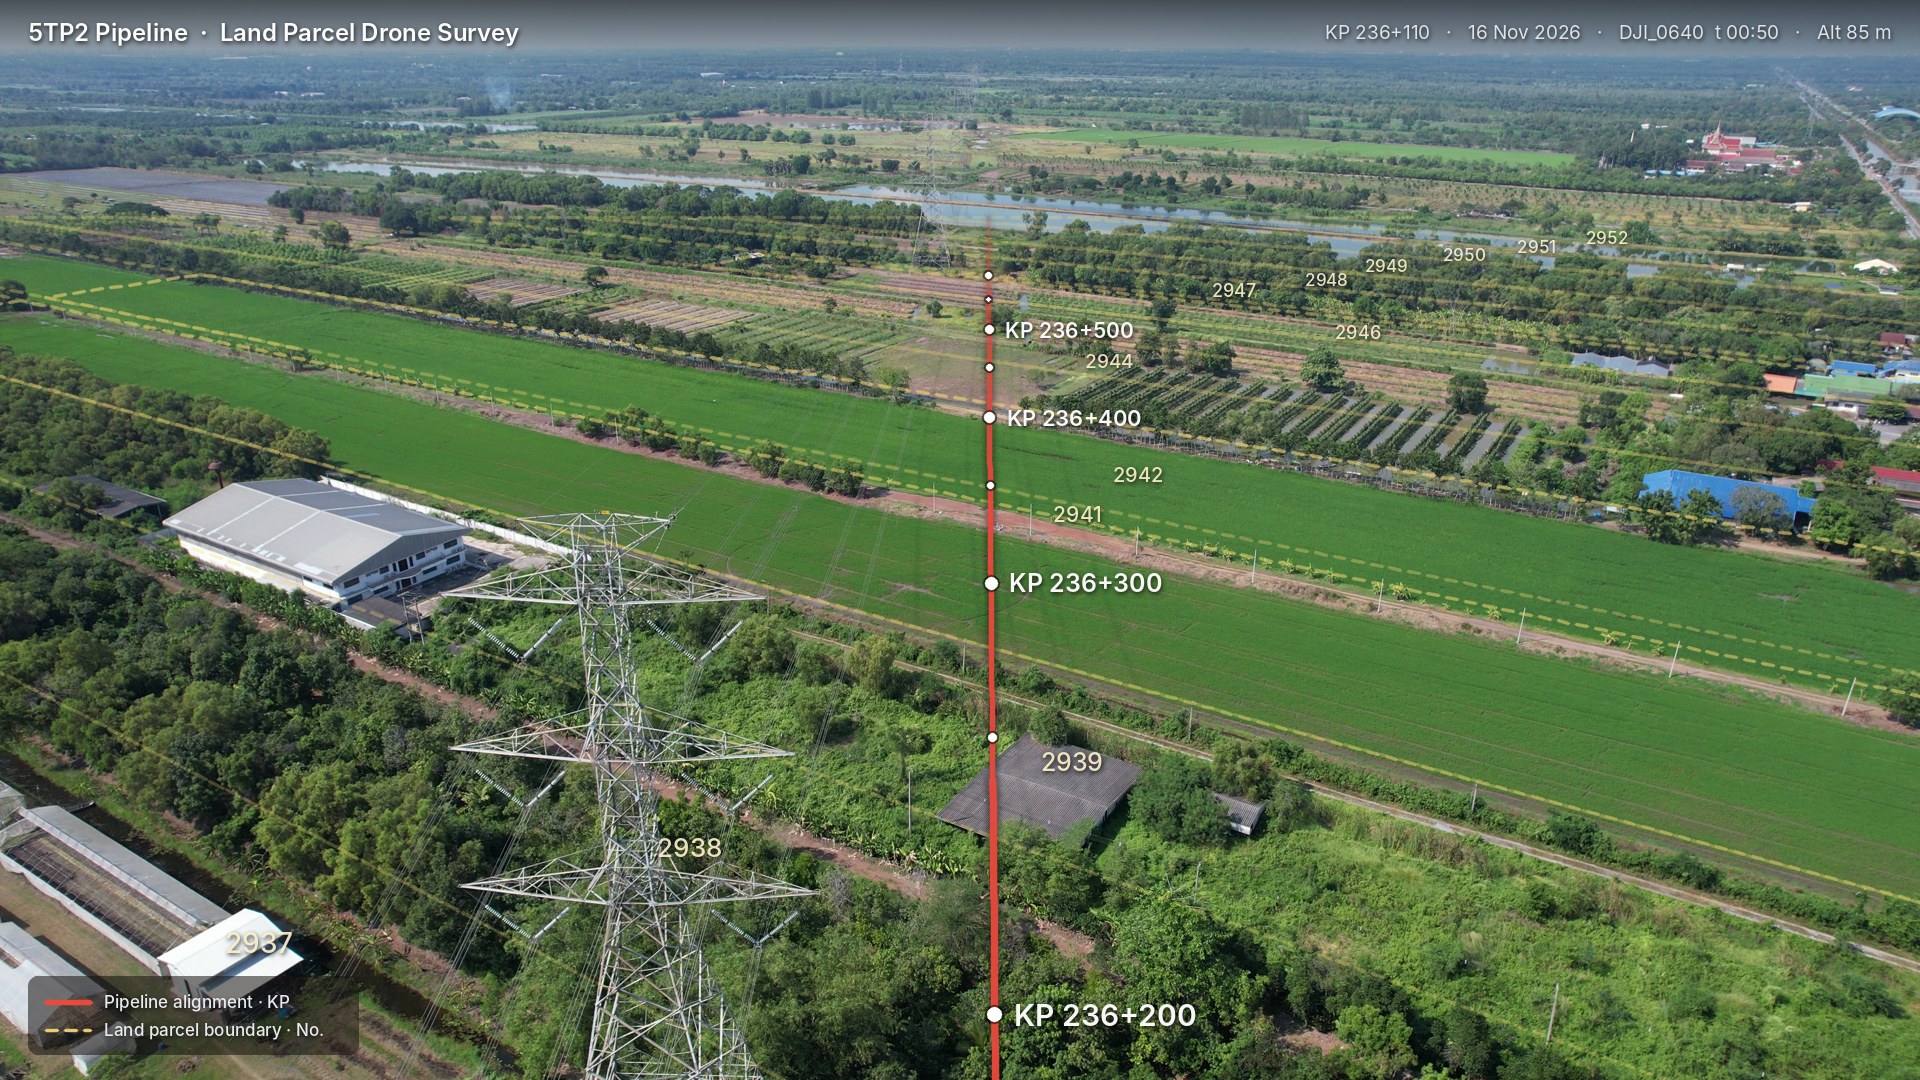 5TP2 Pipeline · Land Parcel Drone Survey
KP 236+110 · 16 Nov 2026 · DJI_0640 t 00:50 · Alt 85 m
2952
2951
2950
2949
2948
2947
KP 236+500
2946
2944
KP 236+400
2942
2941
KP 236+300
2939
2938
2937
Pipeline alignment · KP
Land parcel boundary · No.
KP 236+200